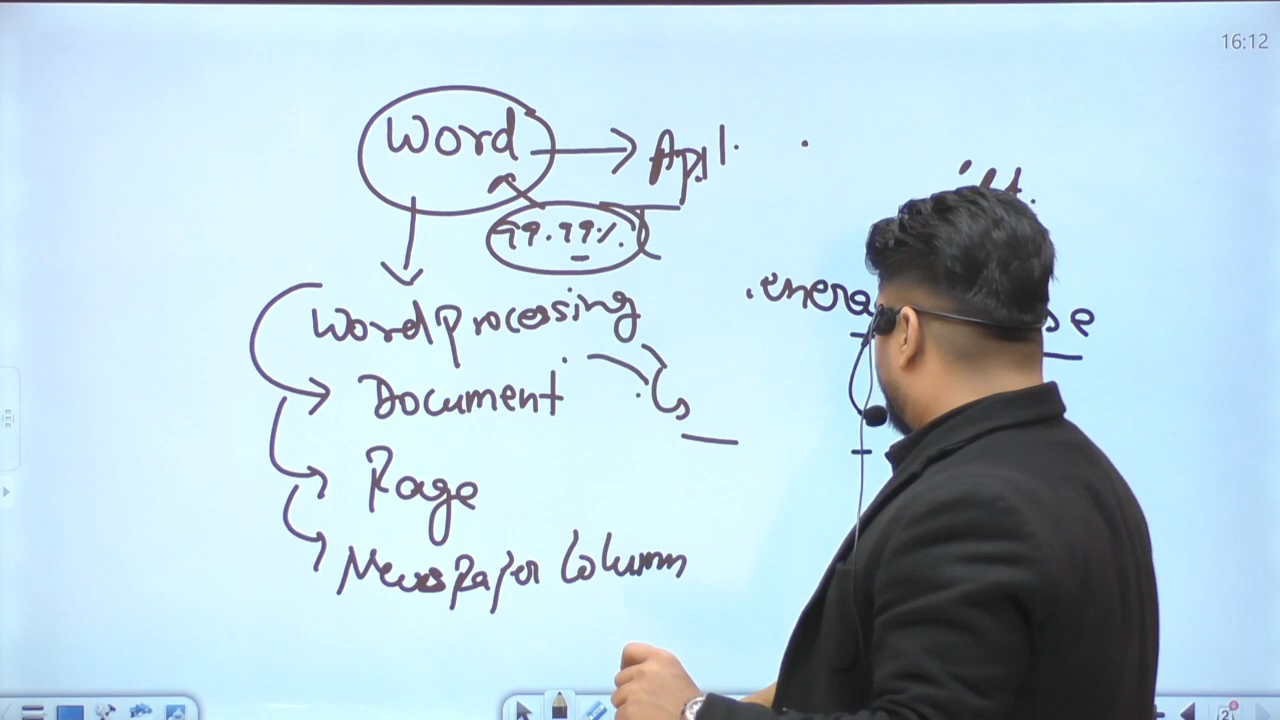 16:12
Word → Appl.
99.99%
Wordprocessing
Document
Page
Newspaper Column